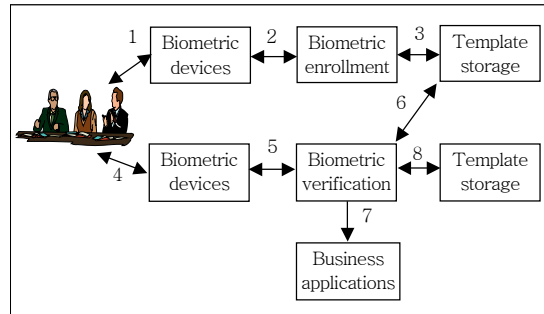 1
Biometric
devices
2
Biometric
enrollment
3
Template
storage
6
4
Biometric
devices
5
Biometric
verification
8
Template
storage
7
Business
applications